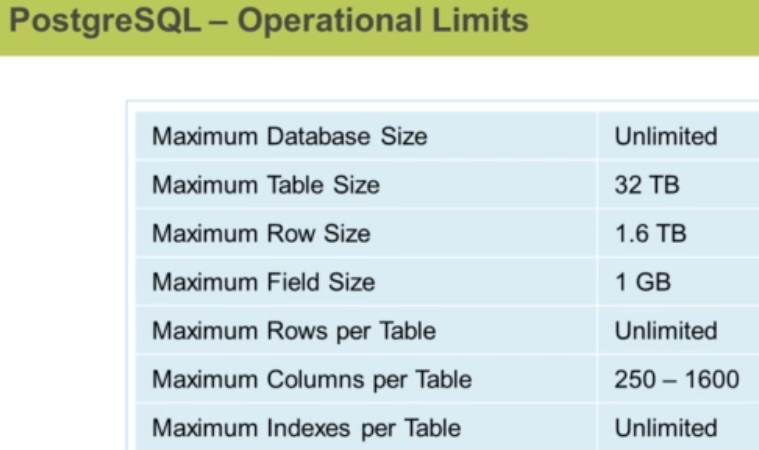 PostgreSQL – Operational Limits
Maximum Database Size Unlimited
Maximum Table Size 32 TB
Maximum Row Size 1.6 TB
Maximum Field Size 1 GB
Maximum Rows per Table Unlimited
Maximum Columns per Table 250 – 1600
Maximum Indexes per Table Unlimited